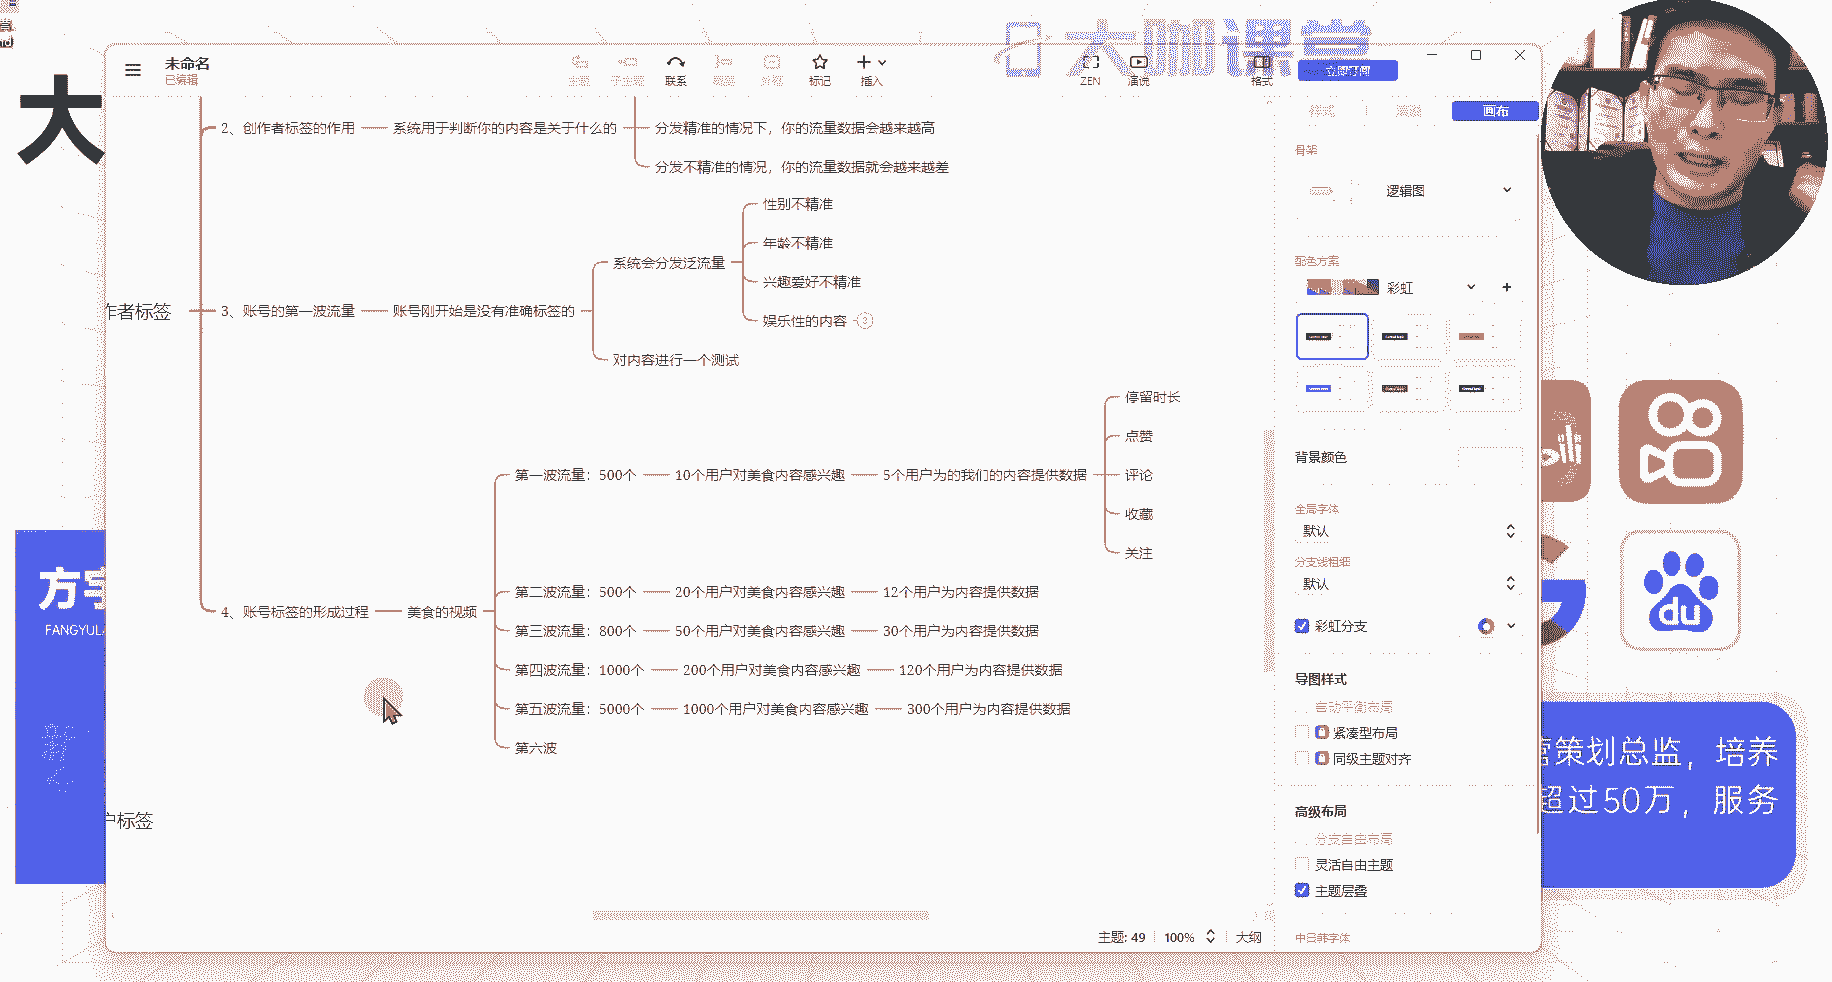 大咖课堂
大
未命名
已编辑
主题
子主题
联系
概要
外框
标记
插入
ZEN
演说
格式
样式
演说
画布
2、创作者标签的作用
系统用于判断你的内容是关于什么的
分发精准的情况下，你的流量数据会越来越高
分发不精准的情况，你的流量数据就会越来越差
作者标签
3、账号的第一波流量
账号刚开始是没有准确标签的
系统会分发泛流量
性别不精准
年龄不精准
兴趣爱好不精准
娱乐性的内容
对内容进行一个测试
4、账号标签的形成过程
美食的视频
第一波流量：500个
10个用户对美食内容感兴趣
5个用户为的我们的内容提供数据
停留时长
点赞
评论
收藏
关注
第二波流量：500个
20个用户对美食内容感兴趣
12个用户为内容提供数据
第三波流量：800个
50个用户对美食内容感兴趣
30个用户为内容提供数据
第四波流量：1000个
200个用户对美食内容感兴趣
120个用户为内容提供数据
第五波流量：5000个
1000个用户对美食内容感兴趣
300个用户为内容提供数据
第六波
户标签
骨架
逻辑图
配色方案
彩虹
背景颜色
全局字体
默认
分支线粗细
默认
彩虹分支
导图样式
自动平衡布局
紧凑型布局
同级主题对齐
高级布局
分支自由布局
灵活自由主题
主题层叠
中日韩字体
主题: 49
100%
大纲
方宇
FANGYUL
du
营策划总监，培养
超过50万，服务